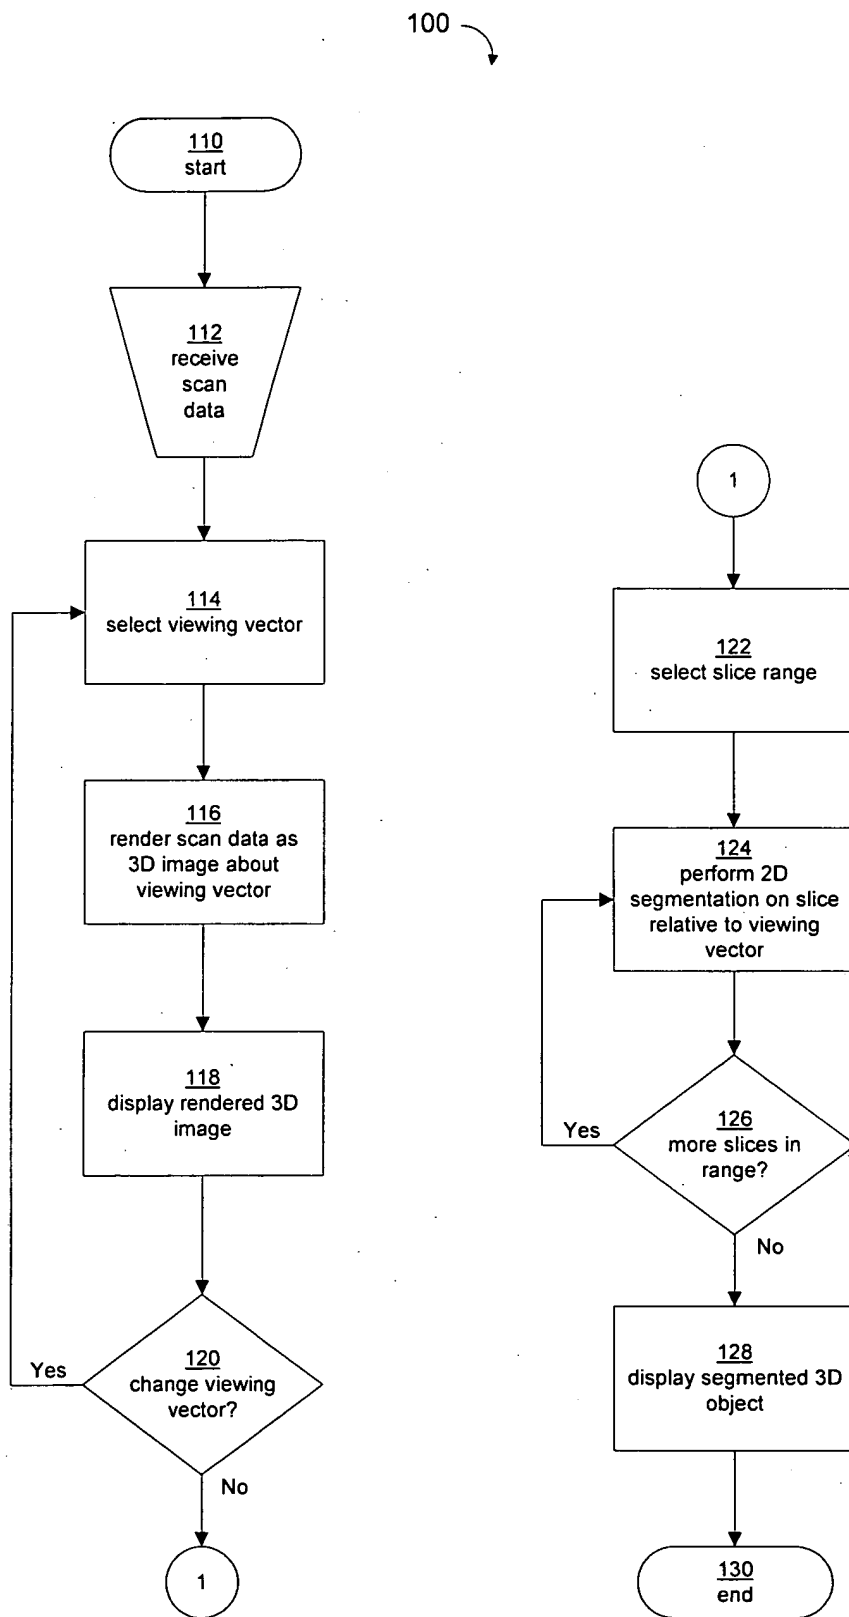 100
110
start
112
receive
scan
data
114
select viewing vector
116
render scan data as
3D image about
viewing vector
118
display rendered 3D
image
120
change viewing
vector?
Yes
No
1
1
122
select slice range
124
perform 2D
segmentation on slice
relative to viewing
vector
126
more slices in
range?
Yes
No
128
display segmented 3D
object
130
end